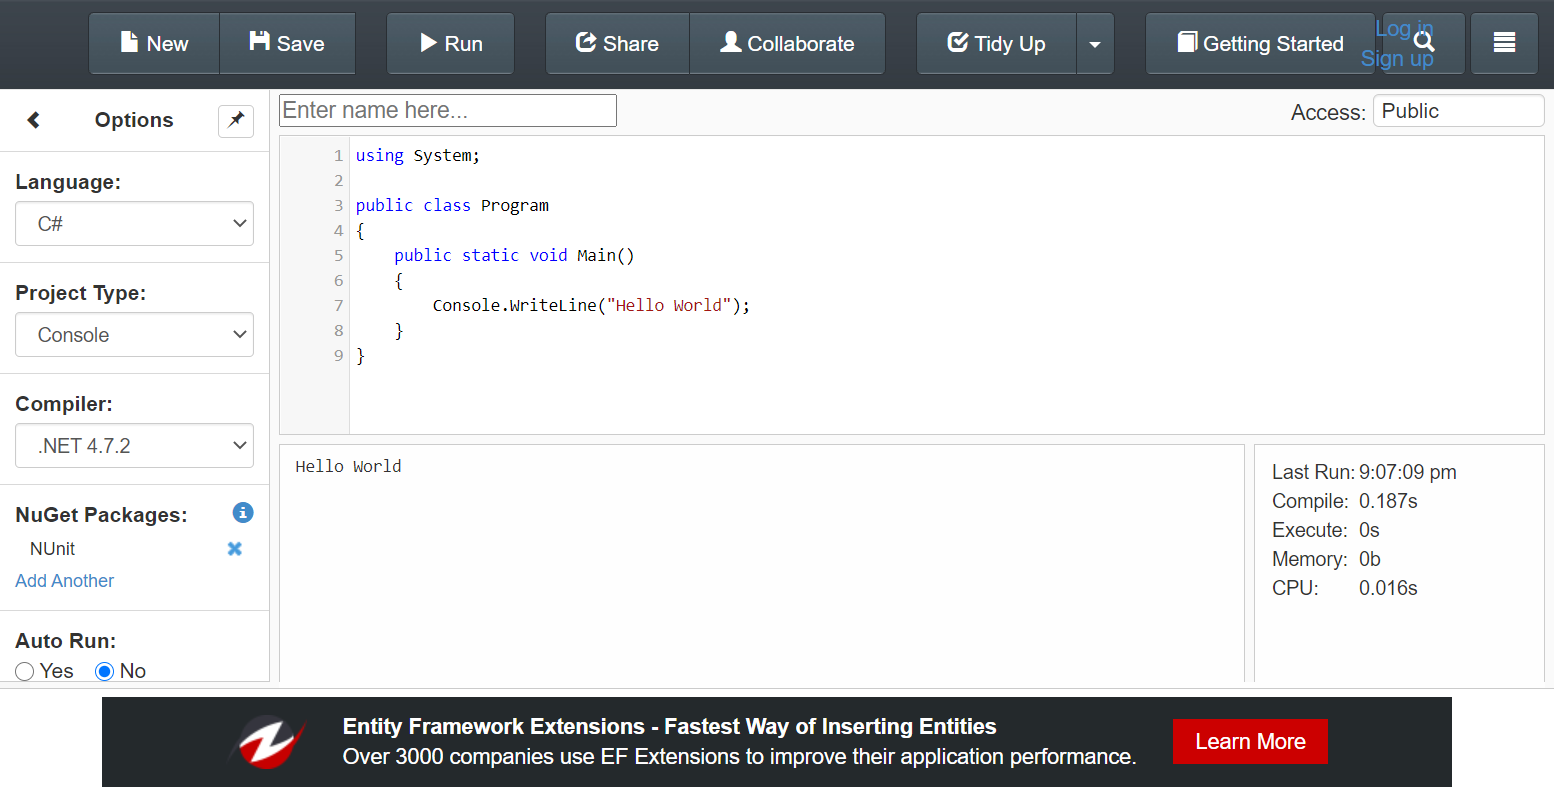 New Save Run Share Collaborate Tidy Up Getting Started Log in
Sign up
Options
Enter name here...
Access: Public
Language:
C#
Project Type:
Console
Compiler:
.NET 4.7.2
NuGet Packages:
NUnit
Add Another
Auto Run:
Yes No
1 using System;
2
3 public class Program
4 {
5 public static void Main()
6 {
7 Console.WriteLine("Hello World");
8 }
9 }
Hello World
Last Run: 9:07:09 pm
Compile: 0.187s
Execute: 0s
Memory: 0b
CPU: 0.016s
Entity Framework Extensions - Fastest Way of Inserting Entities
Over 3000 companies use EF Extensions to improve their application performance.
Learn More